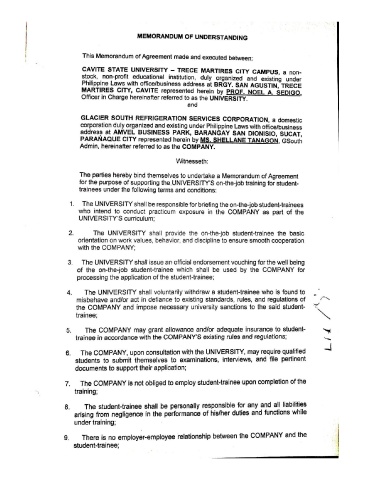 MEMORANDUM OF UNDERSTANDING
This Memorandum of Agreement made and executed between:
CAVITE STATE UNIVERSITY – TRECE MARTIRES CITY CAMPUS, a non-
stock, non-profit educational institution, duly organized and existing under
Philippine Laws with office/business address at BRGY. SAN AGUSTIN, TRECE
MARTIRES CITY, CAVITE represented herein by PROF. NOEL A. SEDIGO,
Officer in Charge hereinafter referred to as the UNIVERSITY.
and
GLACIER SOUTH REFRIGERATION SERVICES CORPORATION, a domestic
corporation duly organized and existing under Philippine Laws with office/business
address at AMVEL BUSINESS PARK, BARANGAY SAN DIONISIO, SUCAT,
PARAÑAQUE CITY represented herein by MS. SHELLANE TANAGON, GSouth
Admin, hereinafter referred to as the COMPANY.
Witnesseth:
The parties hereby bind themselves to undertake a Memorandum of Agreement
for the purpose of supporting the UNIVERSITY'S on-the-job training for student-
trainees under the following terms and conditions:
1. The UNIVERSITY shall be responsible for briefing the on-the-job student-trainees
who intend to conduct practicum exposure in the COMPANY as part of the
UNIVERSITY'S curriculum;
2. The UNIVERSITY shall provide the on-the-job student-trainee the basic
orientation on work values, behavior, and discipline to ensure smooth cooperation
with the COMPANY;
3. The UNIVERSITY shall issue an official endorsement vouching for the well being
of the on-the-job student-trainee which shall be used by the COMPANY for
processing the application of the student-trainee;
4. The UNIVERSITY shall voluntarily withdraw a student-trainee who is found to
misbehave and/or act in defiance to existing standards, rules, and regulations of
the COMPANY and impose necessary university sanctions to the said student-
trainee;
5. The COMPANY may grant allowance and/or adequate insurance to student-
trainee in accordance with the COMPANY'S existing rules and regulations;
6. The COMPANY, upon consultation with the UNIVERSITY, may require qualified
students to submit themselves to examinations, interviews, and file pertinent
documents to support their application;
7. The COMPANY is not obliged to employ student-trainee upon completion of the
training;
8. The student-trainee shall be personally responsible for any and all liabilities
arising from negligence in the performance of his/her duties and functions while
under training;
9. There is no employer-employee relationship between the COMPANY and the
student-trainee;